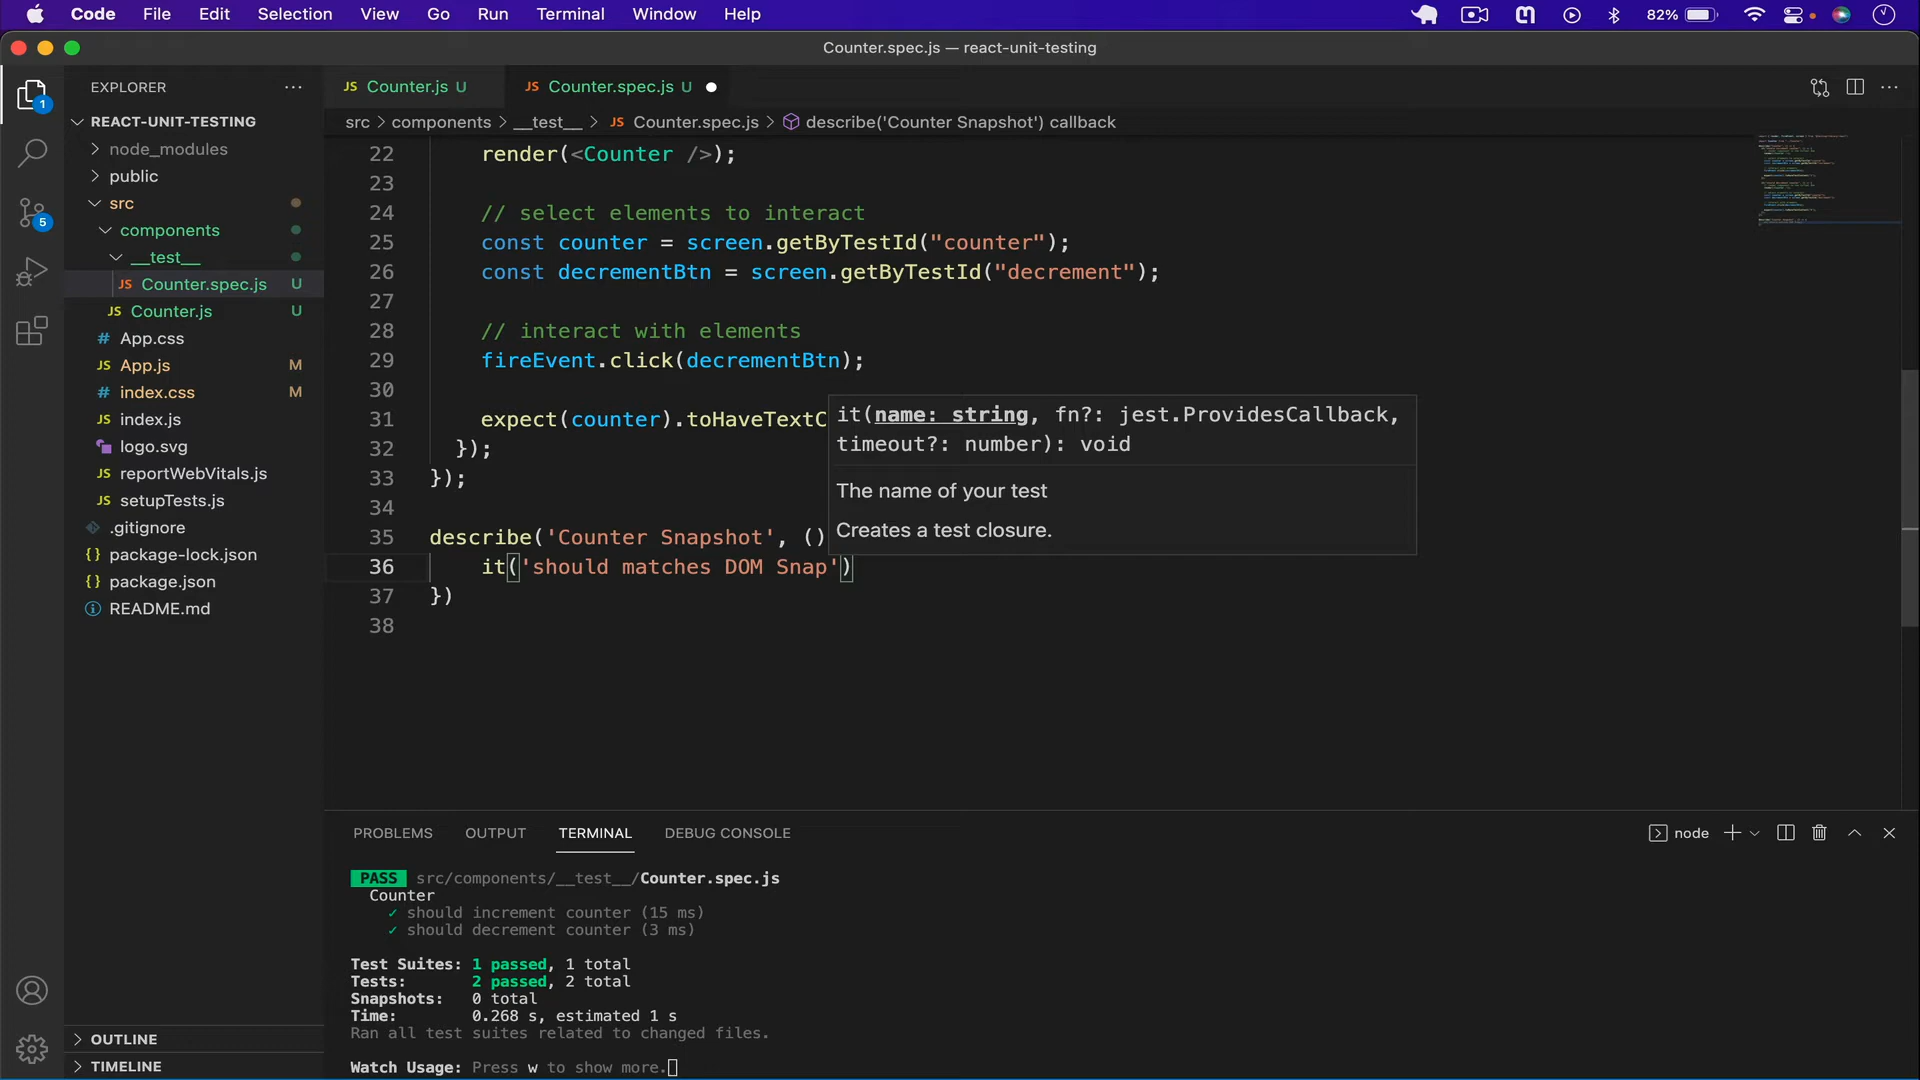 Code File Edit Selection View Go Run Terminal Window Help 82%
Counter.spec.js — react-unit-testing
EXPLORER
JS Counter.js U
JS Counter.spec.js U
src > components > __test__ > JS Counter.spec.js > describe('Counter Snapshot') callback
1
5
REACT-UNIT-TESTING
node_modules
public
src
components
__test__
JS Counter.spec.js U
JS Counter.js U
# App.css
JS App.js M
# index.css M
JS index.js
logo.svg
JS reportWebVitals.js
JS setupTests.js
.gitignore
{} package-lock.json
{} package.json
README.md
OUTLINE
TIMELINE
22 render(<Counter />);
23
24 // select elements to interact
25 const counter = screen.getByTestId("counter");
26 const decrementBtn = screen.getByTestId("decrement");
27
28 // interact with elements
29 fireEvent.click(decrementBtn);
30
31 expect(counter).toHaveTextC
32 });
33 });
34
35 describe('Counter Snapshot', ()
36 it('should matches DOM Snap')
37 })
38
it(name: string, fn?: jest.ProvidesCallback,
timeout?: number): void
The name of your test
Creates a test closure.
PROBLEMS OUTPUT TERMINAL DEBUG CONSOLE
node
PASS src/components/__test__/Counter.spec.js
Counter
✓ should increment counter (15 ms)
✓ should decrement counter (3 ms)
Test Suites: 1 passed, 1 total
Tests: 2 passed, 2 total
Snapshots: 0 total
Time: 0.268 s, estimated 1 s
Ran all test suites related to changed files.
Watch Usage: Press w to show more.